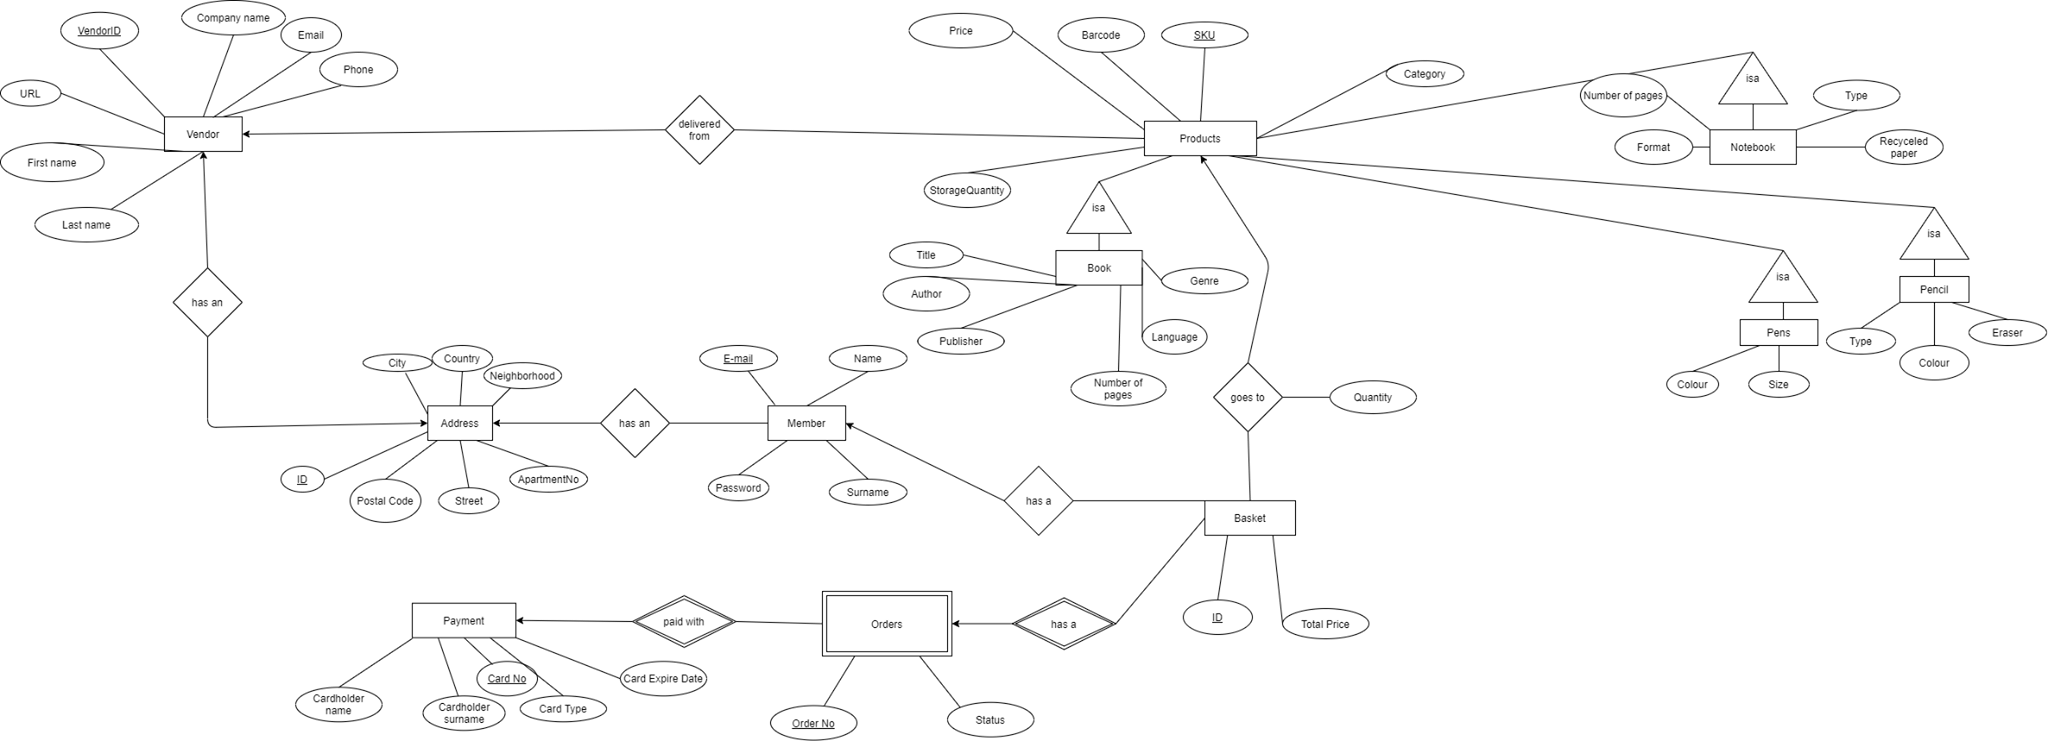 Company name
VendorID
Email
Phone
URL
Vendor
First name
Last name
delivered
from
Price
Barcode
SKU
Category
Products
StorageQuantity
isa
Number of pages
Type
Format
Notebook
Recyceled
paper
isa
Title
Book
Author
Genre
Publisher
Language
Number of
pages
isa
Pens
Colour
Size
isa
Pencil
Type
Colour
Eraser
has an
City
Country
Neighborhood
Address
ID
Postal Code
Street
ApartmentNo
has an
E-mail
Name
Member
Password
Surname
goes to
Quantity
has a
Basket
ID
Total Price
has a
Orders
Order No
Status
paid with
Payment
Cardholder
name
Cardholder
surname
Card No
Card Type
Card Expire Date